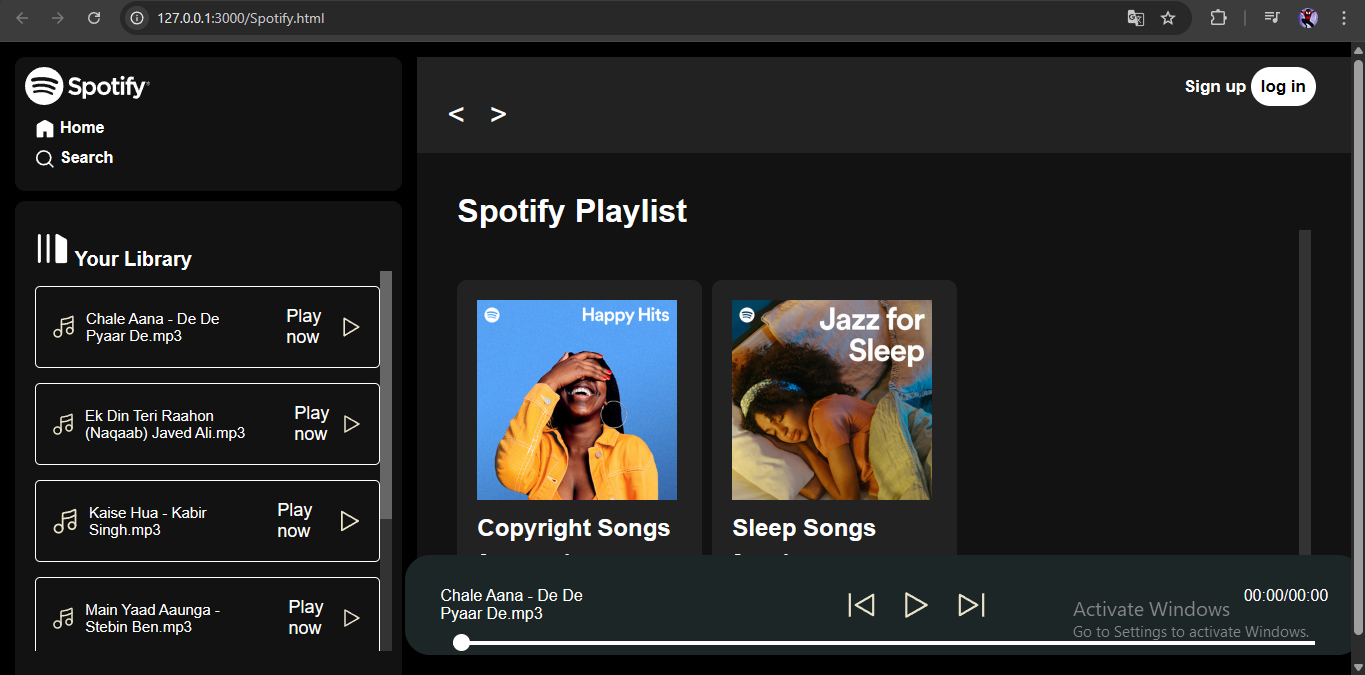 127.0.0.1:3000/Spotify.html
Spotify
Home
Search
Your Library
Chale Aana - De De
Pyaar De.mp3
Play
now
Ek Din Teri Raahon
(Naqaab) Javed Ali.mp3
Play
now
Kaise Hua - Kabir
Singh.mp3
Play
now
Main Yaad Aaunga -
Stebin Ben.mp3
Play
now
< >
Sign up log in
Spotify Playlist
Happy Hits
Copyright Songs
Jazz for
Sleep
Sleep Songs
Chale Aana - De De
Pyaar De.mp3
00:00/00:00
Activate Windows
Go to Settings to activate Windows.